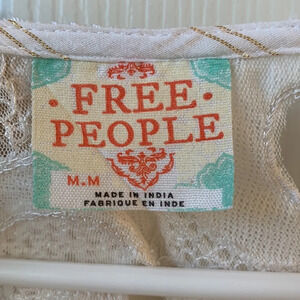 · FREE ·
PEOPLE
M.M
MADE IN INDIA
FABRIQUE EN INDE